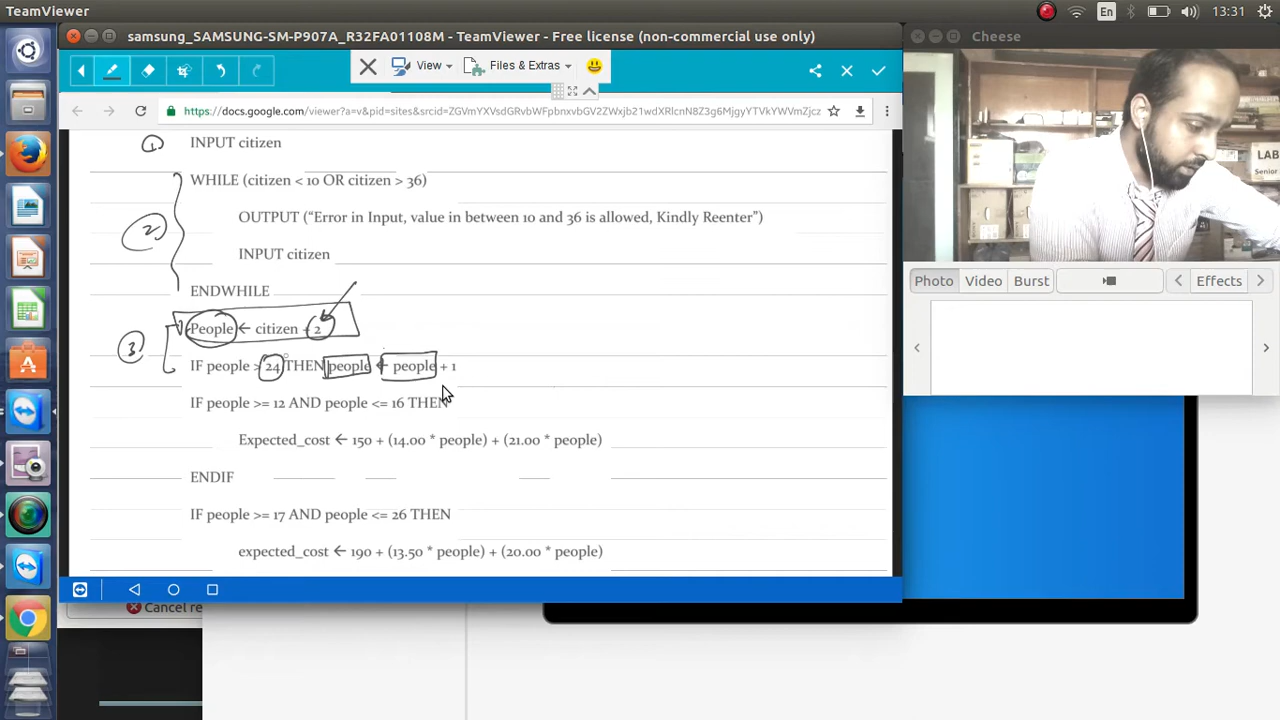 TeamViewer
En
13:31
samsung_SAMSUNG-SM-P907A_R32FA01108M - TeamViewer - Free license (non-commercial use only)
Cheese
View
Files & Extras
https://docs.google.com/viewer?a=v&pid=sites&srcid=ZGVmYXVsdGRvbWFpbnxvbGV2ZWxjb21wdXRlcnN8Z3g6MjgyYTVkYWVmZjcz
1
INPUT citizen
2
WHILE (citizen < 10 OR citizen > 36)
OUTPUT (“Error in Input, value in between 10 and 36 is allowed, Kindly Reenter”)
INPUT citizen
ENDWHILE
3
People ← citizen + 2
IF people > 24 THEN people ← people + 1
IF people >= 12 AND people <= 16 THEN
Expected_cost ← 150 + (14.00 * people) + (21.00 * people)
ENDIF
IF people >= 17 AND people <= 26 THEN
expected_cost ← 190 + (13.50 * people) + (20.00 * people)
LAB
Photo
Video
Burst
Effects
Cancel re